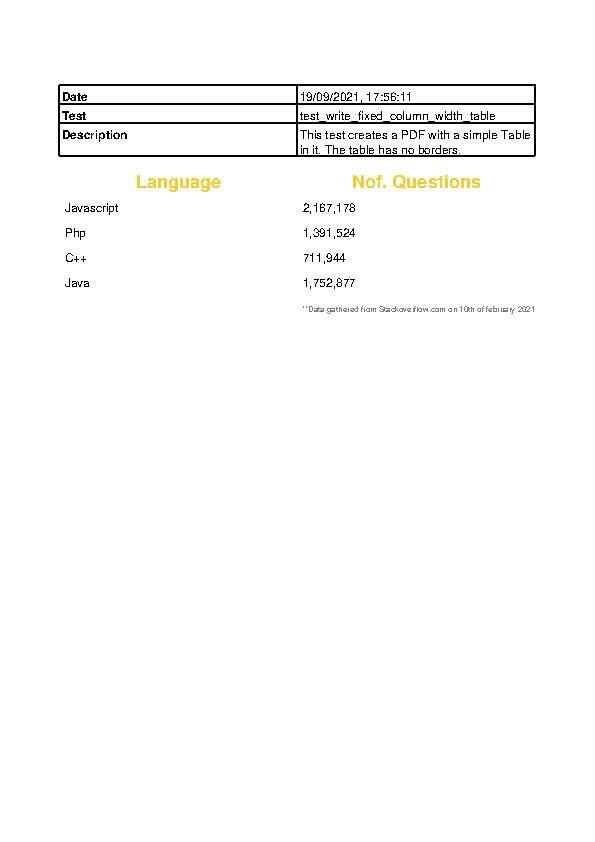 Date 19/09/2021, 17:56:11
Test test_write_fixed_column_width_table
Description This test creates a PDF with a simple Table
in it. The table has no borders.
Language Nof. Questions
Javascript 2,167,178
Php 1,391,524
C++ 711,944
Java 1,752,877
**Data gathered from Stackoverflow.com on 10th of february 2021